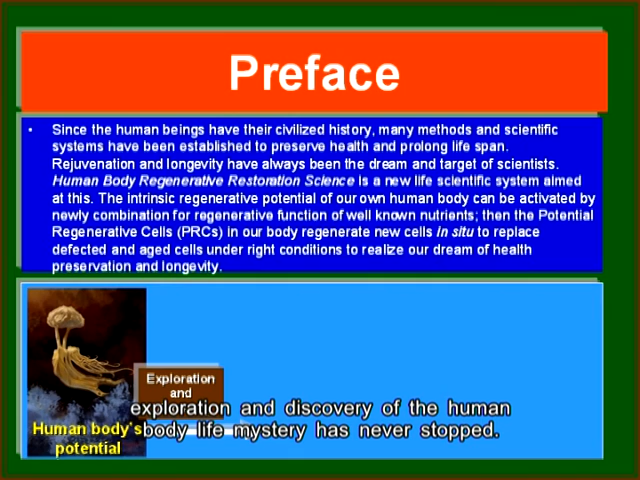 Preface
• Since the human beings have their civilized history, many methods and scientific
systems have been established to preserve health and prolong life span.
Rejuvenation and longevity have always been the dream and target of scientists.
Human Body Regenerative Restoration Science is a new life scientific system aimed
at this. The intrinsic regenerative potential of our own human body can be activated by
newly combination for regenerative function of well known nutrients; then the Potential
Regenerative Cells (PRCs) in our body regenerate new cells in situ to replace
defected and aged cells under right conditions to realize our dream of health
preservation and longevity.
Exploration
and
exploration and discovery of the human
body life mystery has never stopped.
Human body's
potential